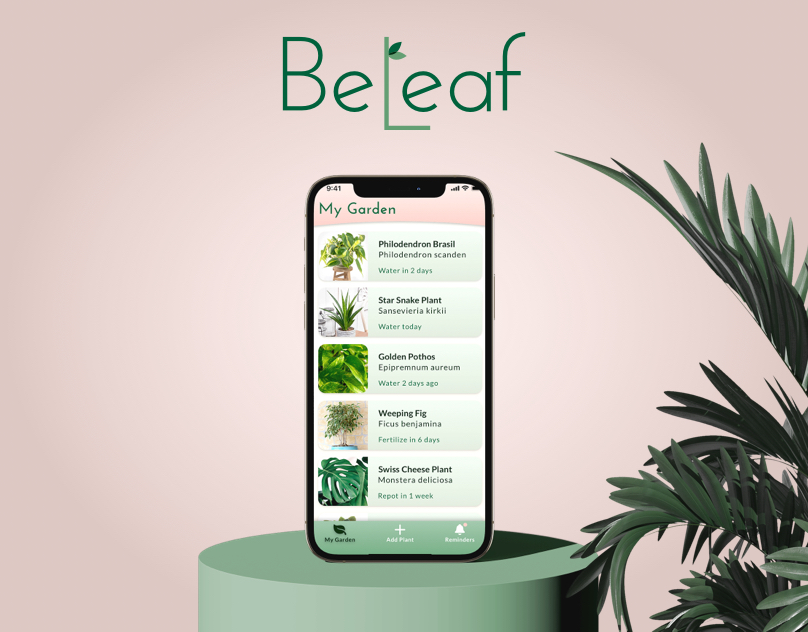 BeLeaf
9:41
My Garden
Philodendron Brasil
Philodendron scanden
Water in 2 days
Star Snake Plant
Sansevieria kirkii
Water today
Golden Pothos
Epipremnum aureum
Water 2 days ago
Weeping Fig
Ficus benjamina
Fertilize in 6 days
Swiss Cheese Plant
Monstera deliciosa
Repot in 1 week
My Garden Add Plant Reminders